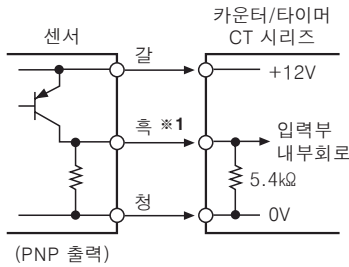 카운터/타이머
센서
CT 시리즈
갈
+12V
흑 ※1
입력부
내부회로
5.4kΩ
청
0V
(PNP 출력)